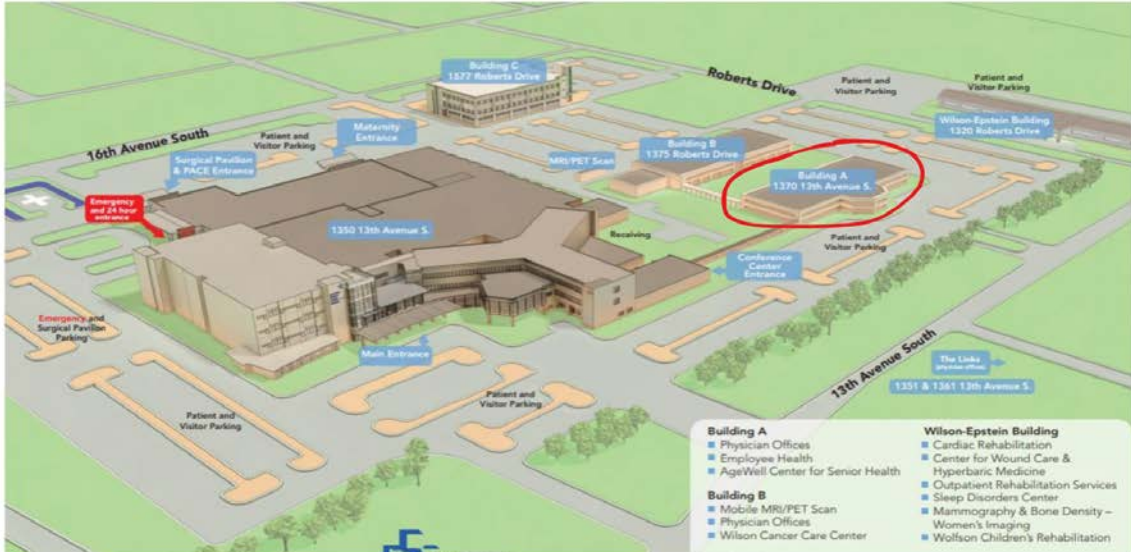 Building C
1577 Roberts Drive
Roberts Drive
Patient and
Visitor Parking
Patient and
Visitor Parking
Wilson-Epstein Building
1320 Roberts Drive
16th Avenue South
Patient and
Visitor Parking
Maternity
Entrance
Surgical Pavilion
& PACE Entrance
MRI/PET Scan
Building B
1375 Roberts Drive
Building A
1370 13th Avenue S.
Emergency
and 24 hour
entrance
1350 13th Avenue S.
Receiving
Patient and
Visitor Parking
Conference
Center
Entrance
Emergency and
Surgical Pavilion
Parking
Main Entrance
13th Avenue South
The Links
(physician offices)
1351 & 1361 13th Avenue S.
Patient and
Visitor Parking
Patient and
Visitor Parking
Building A
Physician Offices
Employee Health
AgeWell Center for Senior Health
Building B
Mobile MRI/PET Scan
Physician Offices
Wilson Cancer Care Center
Wilson-Epstein Building
Cardiac Rehabilitation
Center for Wound Care &
Hyperbaric Medicine
Outpatient Rehabilitation Services
Sleep Disorders Center
Mammography & Bone Density –
Women's Imaging
Wolfson Children's Rehabilitation